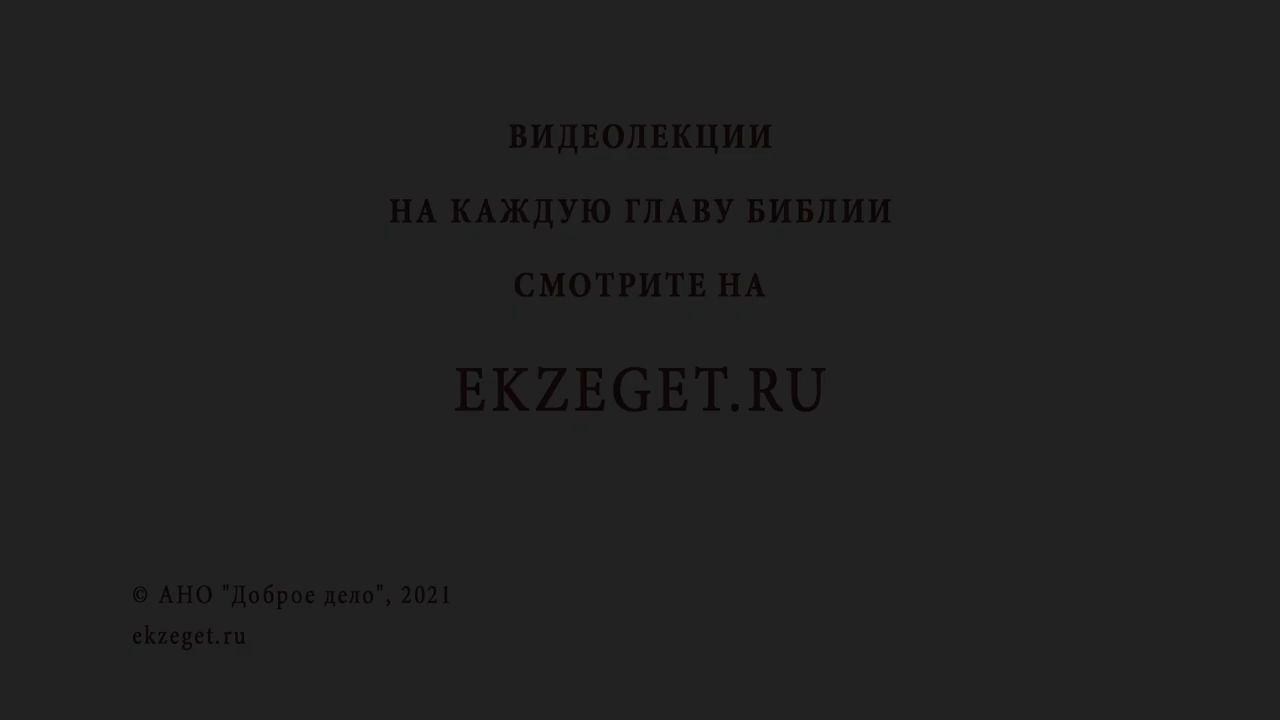 ВИДЕОЛЕКЦИИ
НА КАЖДУЮ ГЛАВУ БИБЛИИ
СМОТРИТЕ НА
EKZEGET.RU
© АНО "Доброе дело", 2021
ekzeget.ru